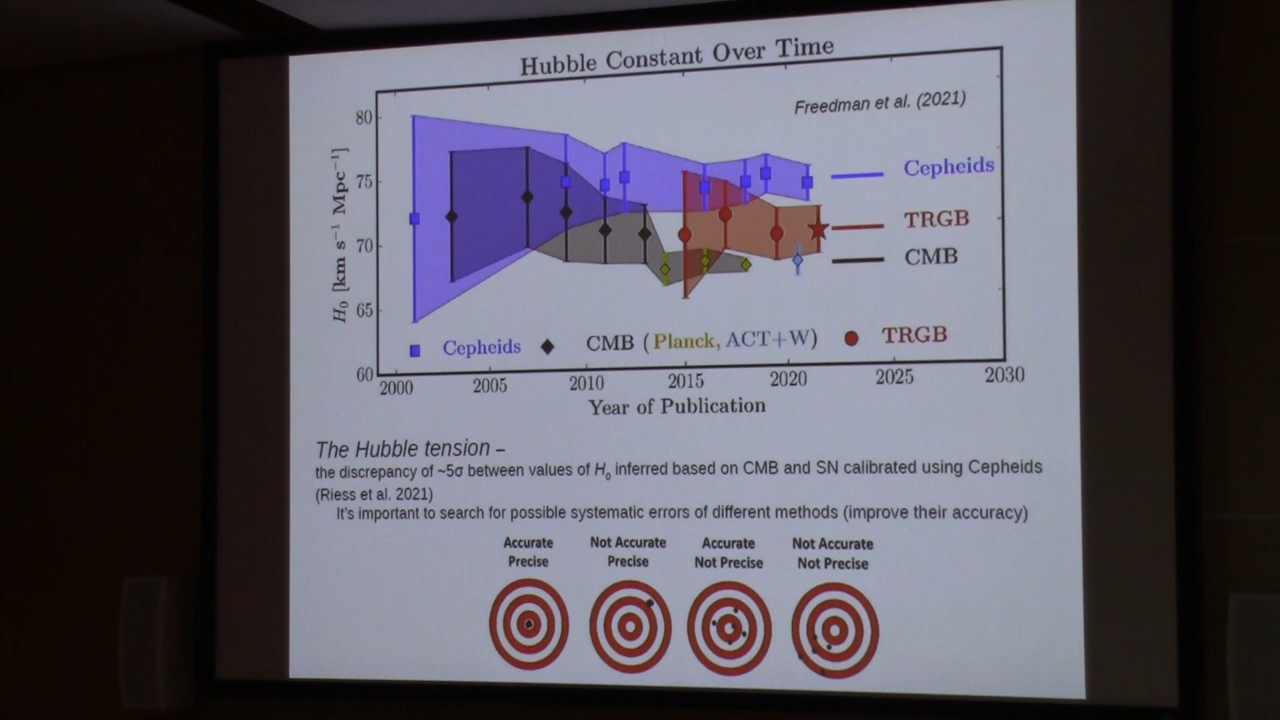 Hubble Constant Over Time
Freedman et al. (2021)
80
75
70
65
60
H0 [km s−1 Mpc−1]
Cepheids
TRGB
CMB
Cepheids
CMB (Planck, ACT+W)
TRGB
2000
2005
2010
2015
2020
2025
2030
Year of Publication
The Hubble tension –
the discrepancy of ~5σ between values of H0 inferred based on CMB and SN calibrated using Cepheids
(Riess et al. 2021)
It's important to search for possible systematic errors of different methods (improve their accuracy)
Accurate
Precise
Not Accurate
Precise
Accurate
Not Precise
Not Accurate
Not Precise